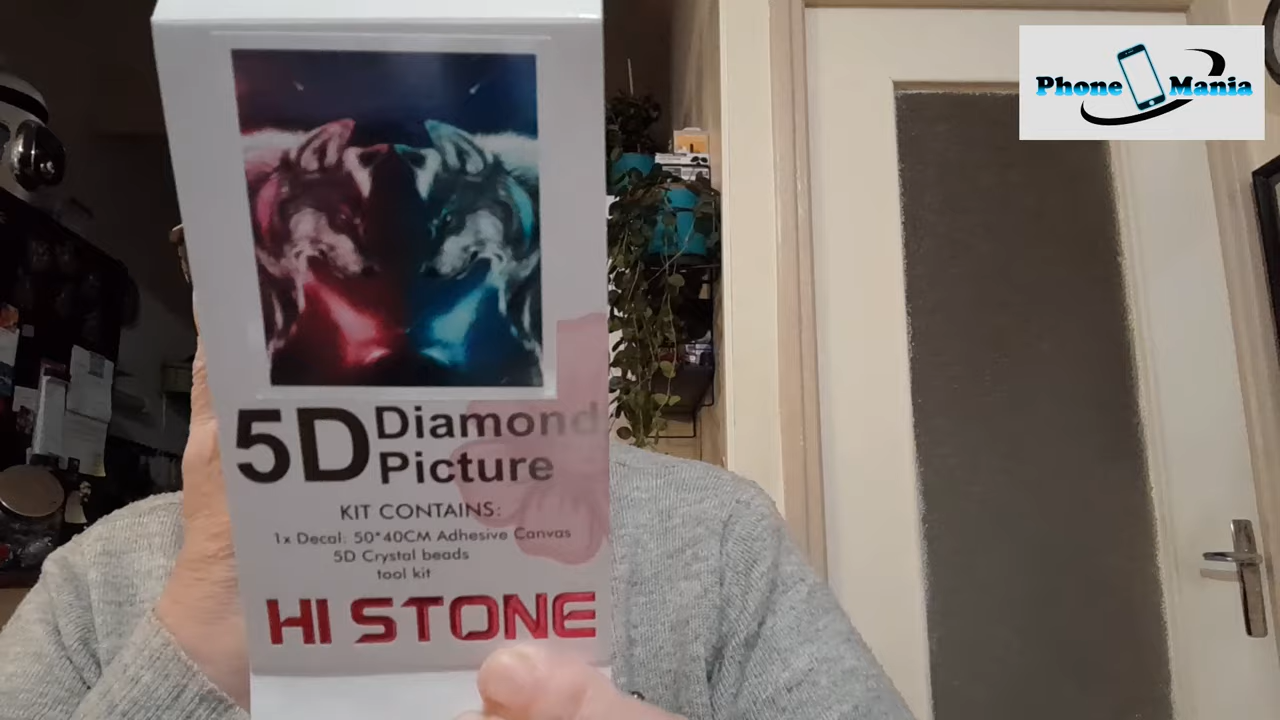 Phone Mania
5D Diamond
Picture
KIT CONTAINS:
1x Decal: 50*40CM Adhesive Canvas
5D Crystal beads
tool kit
HI STONE